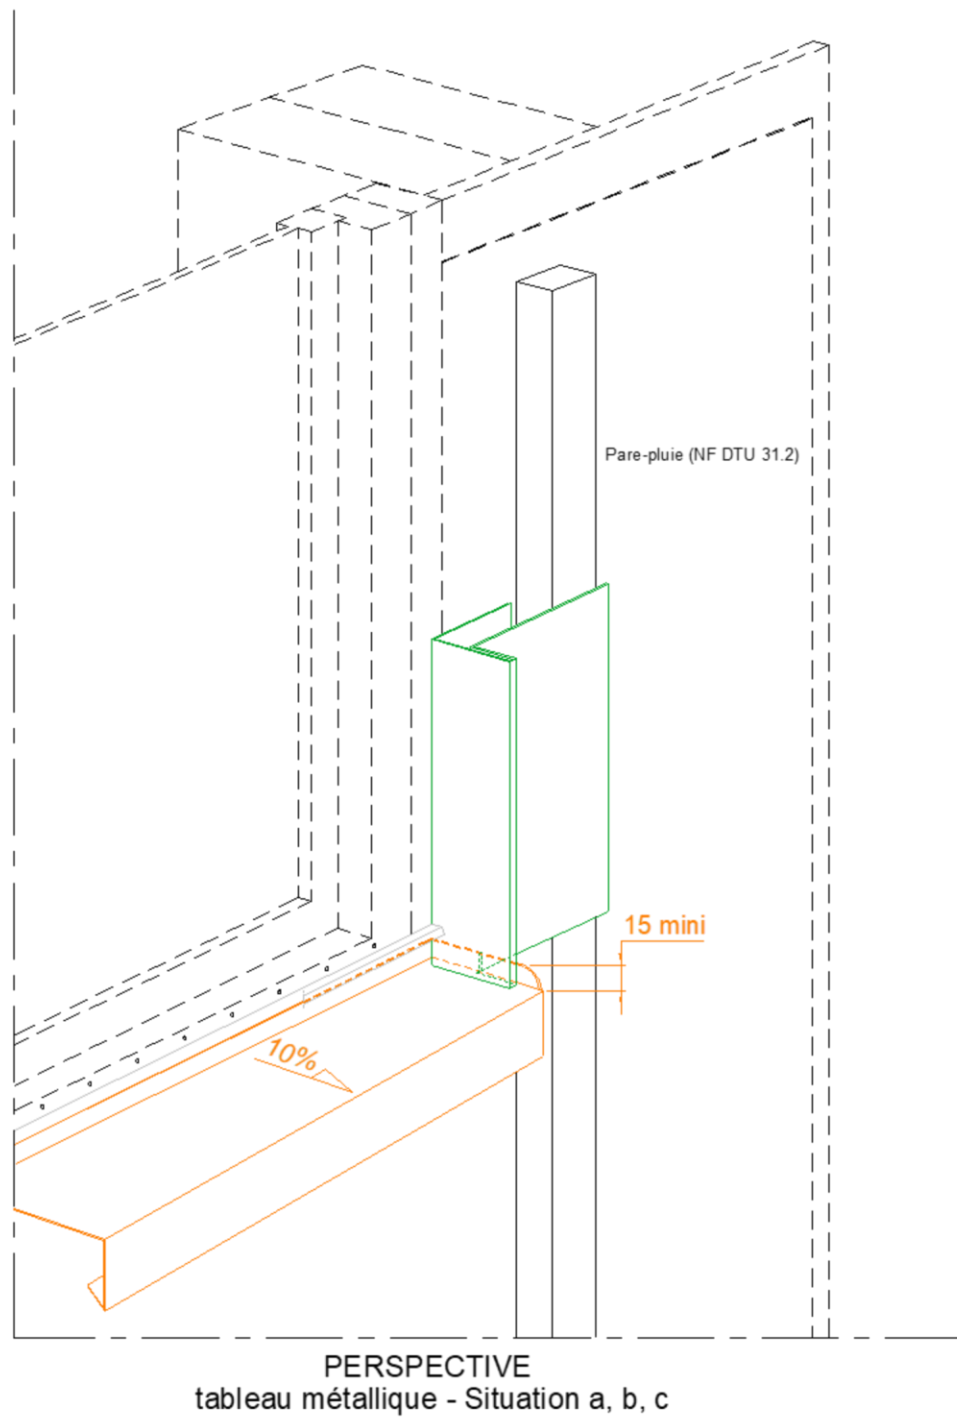 Pare-pluie (NF DTU 31.2)
15 mini
10%
PERSPECTIVE
tableau métallique - Situation a, b, c